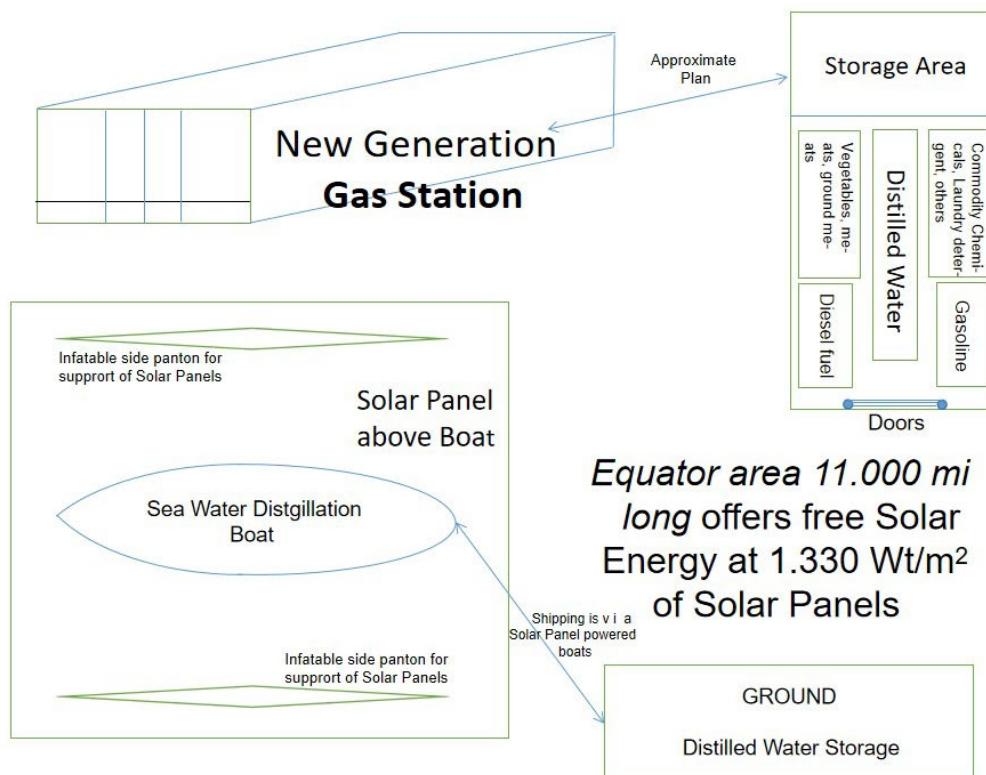 New Generation
Gas Station
Approximate
Plan
Storage Area
Vegetables, me-
ats, ground me-
ats
Distilled Water
Commodity Chemi-
cals, Laundry deter-
gent, others
Diesel fuel
Gasoline
Doors
Infatable side panton for
supprort of Solar Panels
Solar Panel
above Boat
Sea Water Distgillation
Boat
Infatable side panton for
supprort of Solar Panels
Equator area 11.000 mi
long offers free Solar
Energy at 1.330 Wt/m²
of Solar Panels
Shipping is v i a
Solar Panel powered
boats
GROUND
Distilled Water Storage